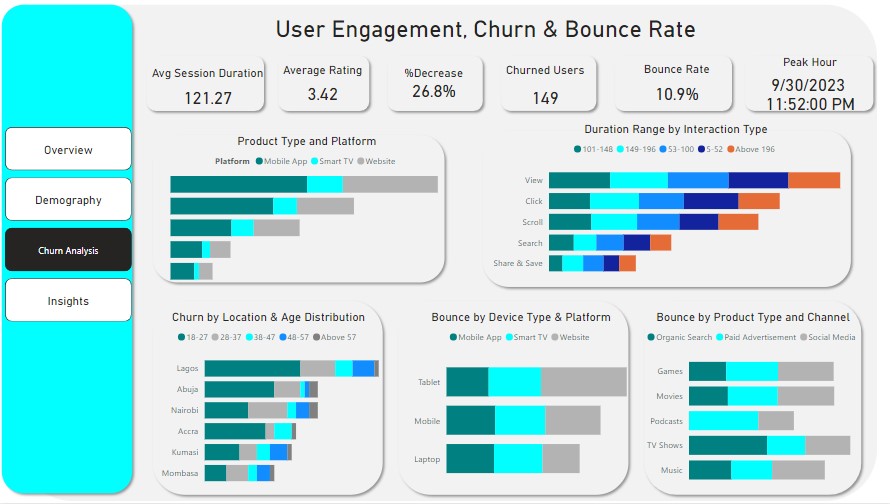 User Engagement, Churn & Bounce Rate
Avg Session Duration
121.27
Average Rating
3.42
%Decrease
26.8%
Churned Users
149
Bounce Rate
10.9%
Peak Hour
9/30/2023
11:52:00 PM
Overview
Demography
Churn Analysis
Insights
Product Type and Platform
Platform Mobile App Smart TV Website
Duration Range by Interaction Type
101-148 149-196 53-100 5-52 Above 196
View
Click
Scroll
Search
Share & Save
Churn by Location & Age Distribution
18-27 28-37 38-47 48-57 Above 57
Lagos
Abuja
Nairobi
Accra
Kumasi
Mombasa
Bounce by Device Type & Platform
Mobile App Smart TV Website
Tablet
Mobile
Laptop
Bounce by Product Type and Channel
Organic Search Paid Advertisement Social Media
Games
Movies
Podcasts
TV Shows
Music